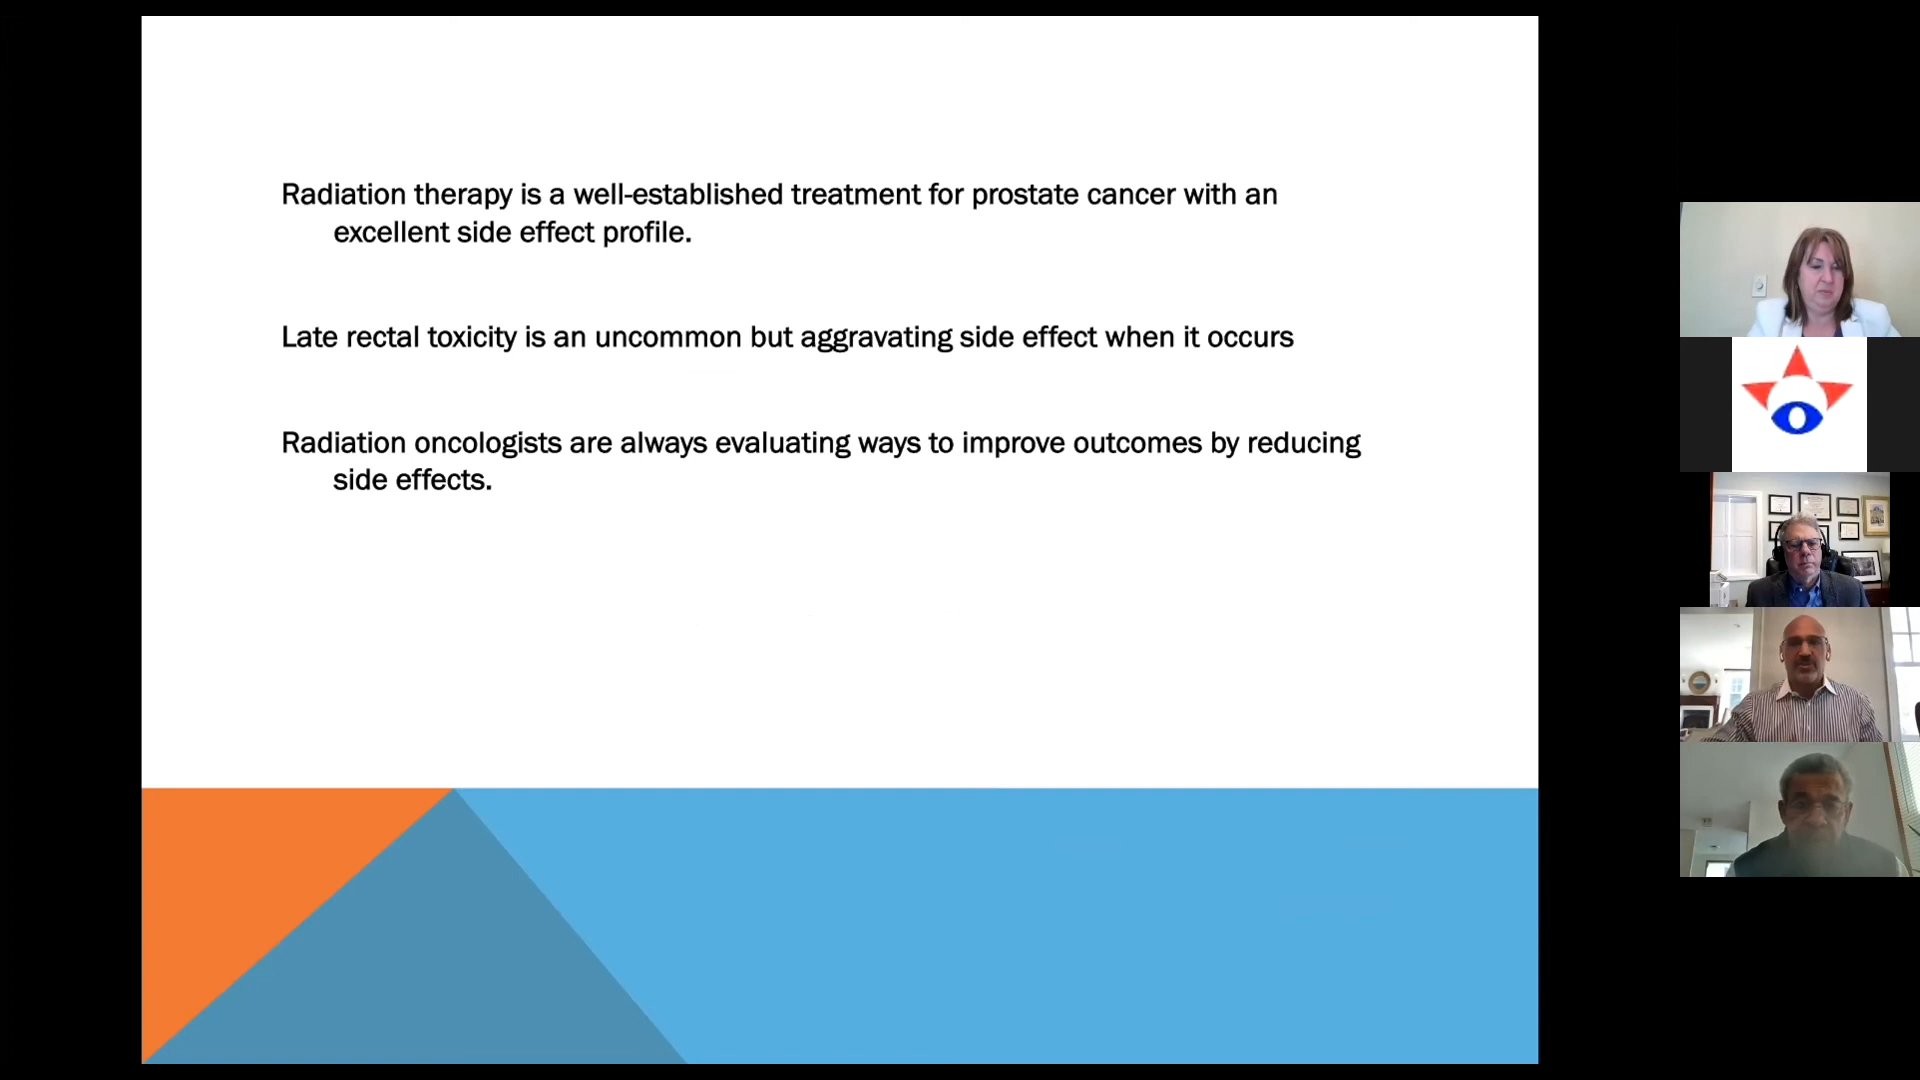 Radiation therapy is a well-established treatment for prostate cancer with an
excellent side effect profile.
Late rectal toxicity is an uncommon but aggravating side effect when it occurs
Radiation oncologists are always evaluating ways to improve outcomes by reducing
side effects.